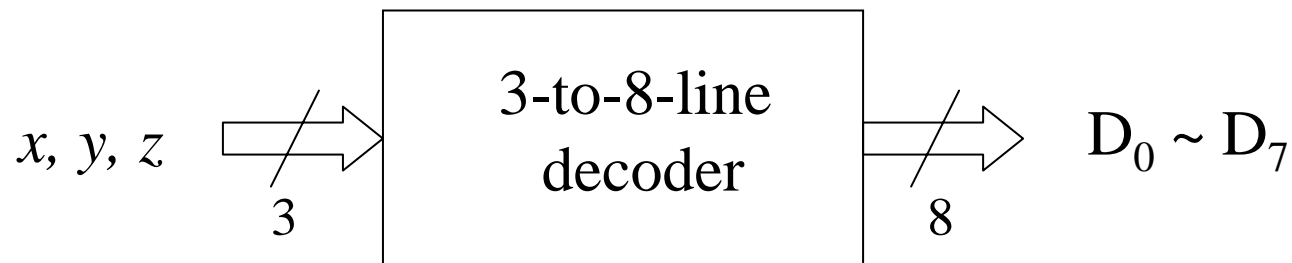 x, y, z
3
3-to-8-line
decoder
8
D₀ ~ D₇